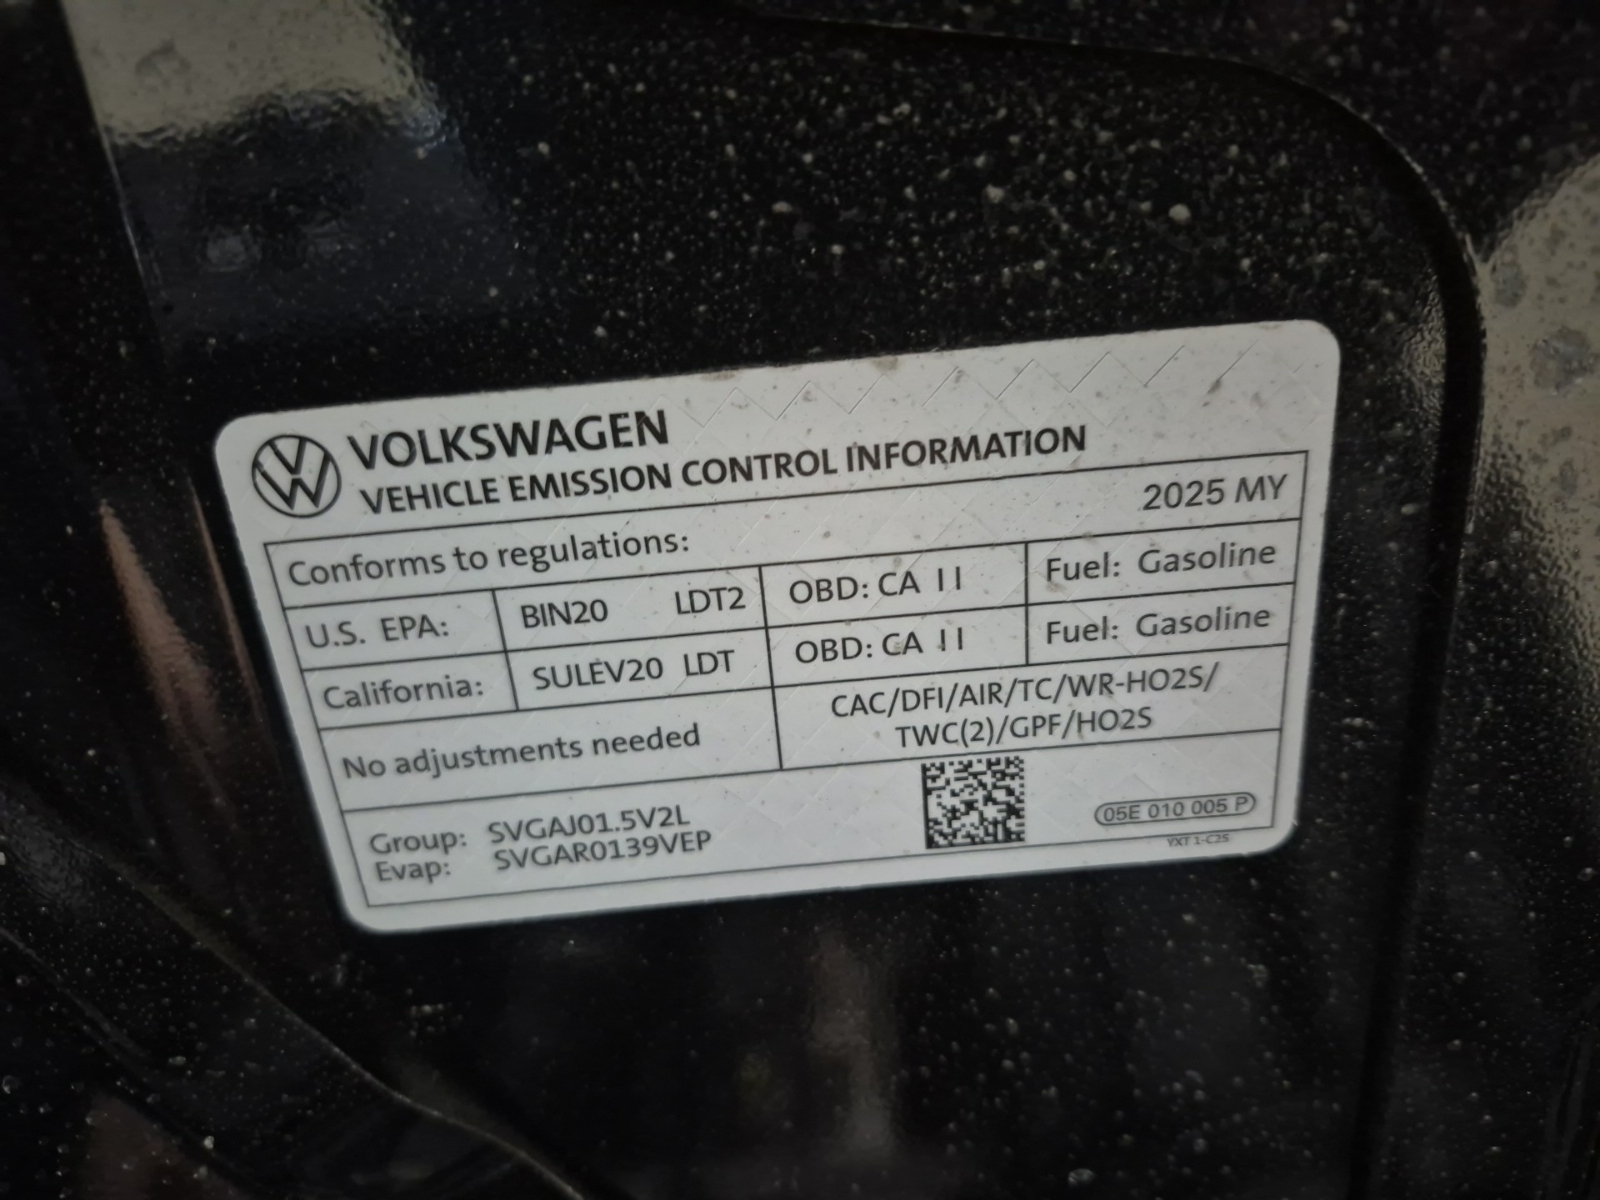 VOLKSWAGEN
VEHICLE EMISSION CONTROL INFORMATION
Conforms to regulations: 2025 MY
U.S. EPA: BIN20 LDT2 OBD: CA II Fuel: Gasoline
California: SULEV20 LDT OBD: CA II Fuel: Gasoline
No adjustments needed
CAC/DFI/AIR/TC/WR-HO2S/
TWC(2)/GPF/HO2S
Group: SVGAJ01.5V2L
Evap: SVGAR0139VEP
05E 010 005 P
YXT 1-C25